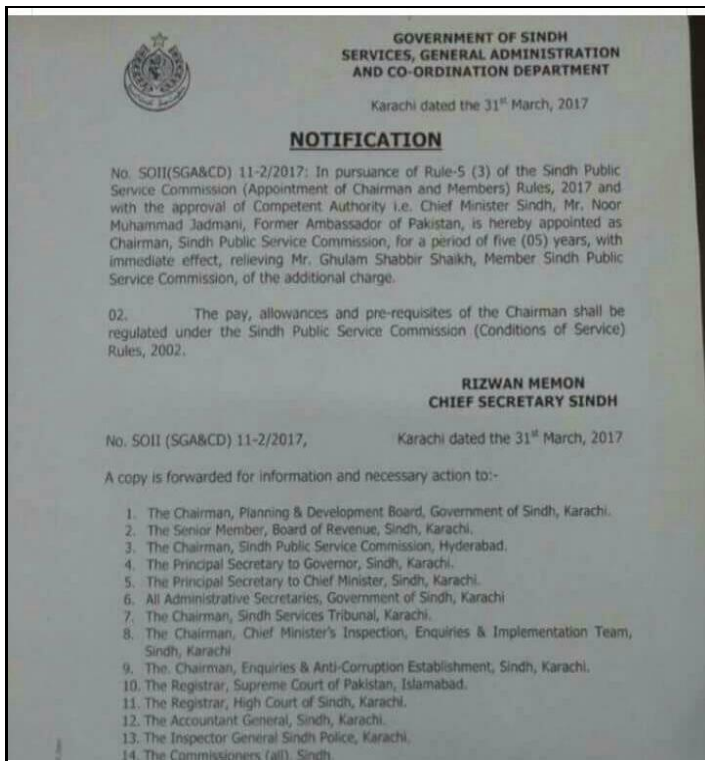 GOVERNMENT OF SINDH
SERVICES, GENERAL ADMINISTRATION
AND CO-ORDINATION DEPARTMENT
Karachi dated the 31st March, 2017
NOTIFICATION
No. SOII(SGA&CD) 11-2/2017: In pursuance of Rule-5 (3) of the Sindh Public
Service Commission (Appointment of Chairman and Members) Rules, 2017 and
with the approval of Competent Authority i.e. Chief Minister Sindh, Mr. Noor
Muhammad Jadmani, Former Ambassador of Pakistan, is hereby appointed as
Chairman, Sindh Public Service Commission, for a period of five (05) years, with
immediate effect, relieving Mr. Ghulam Shabbir Shaikh, Member Sindh Public
Service Commission, of the additional charge.
02. The pay, allowances and pre-requisites of the Chairman shall be
regulated under the Sindh Public Service Commission (Conditions of Service)
Rules, 2002.
RIZWAN MEMON
CHIEF SECRETARY SINDH
No. SOII (SGA&CD) 11-2/2017, Karachi dated the 31st March, 2017
A copy is forwarded for information and necessary action to:-
1. The Chairman, Planning & Development Board, Government of Sindh, Karachi.
2. The Senior Member, Board of Revenue, Sindh, Karachi.
3. The Chairman, Sindh Public Service Commission, Hyderabad.
4. The Principal Secretary to Governor, Sindh, Karachi.
5. The Principal Secretary to Chief Minister, Sindh, Karachi.
6. All Administrative Secretaries, Government of Sindh, Karachi
7. The Chairman, Sindh Services Tribunal, Karachi.
8. The Chairman, Chief Minister's Inspection, Enquiries & Implementation Team,
Sindh, Karachi
9. The. Chairman, Enquiries & Anti-Corruption Establishment, Sindh, Karachi.
10. The Registrar, Supreme Court of Pakistan, Islamabad.
11. The Registrar, High Court of Sindh, Karachi.
12. The Accountant General, Sindh, Karachi.
13. The Inspector General Sindh Police, Karachi.
14. The Commissioners (all), Sindh.